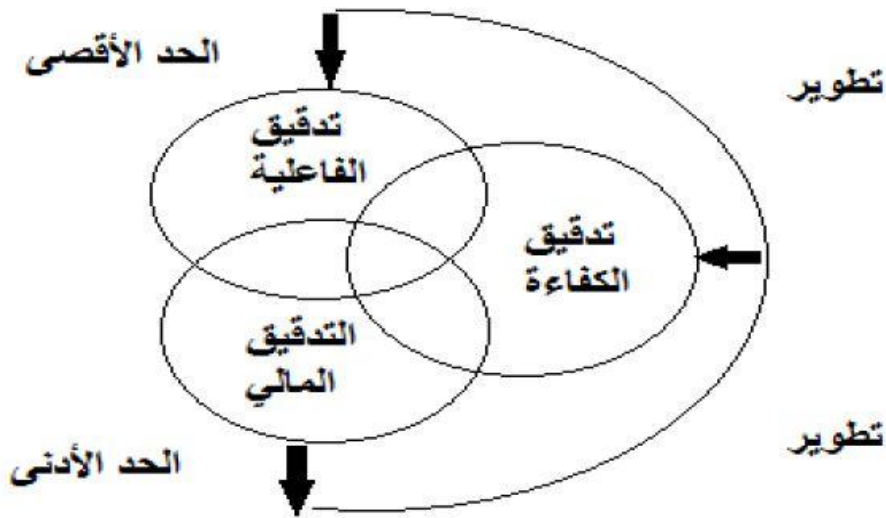 الحد الأقصى
تطوير
تدقيق
الفاعلية
تدقيق
الكفاءة
التدقيق
المالي
تطوير
الحد الأدنى